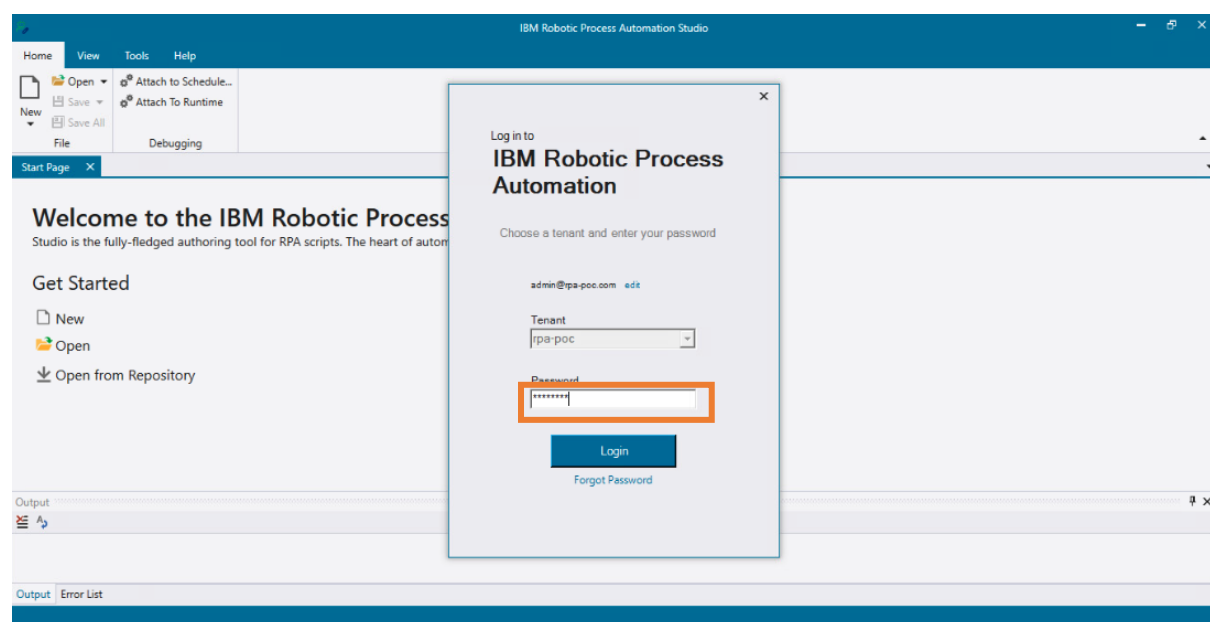 IBM Robotic Process Automation Studio
Home View Tools Help
New
Open
Save
Save All
File
Attach to Schedule...
Attach To Runtime
Debugging
Start Page
Welcome to the IBM Robotic Process
Studio is the fully-fledged authoring tool for RPA scripts. The heart of autom
Get Started
New
Open
Open from Repository
Log in to
IBM Robotic Process
Automation
Choose a tenant and enter your password
admin@rpa-poc.com edit
Tenant
rpa-poc
Password
********
Login
Forgot Password
Output
Output Error List